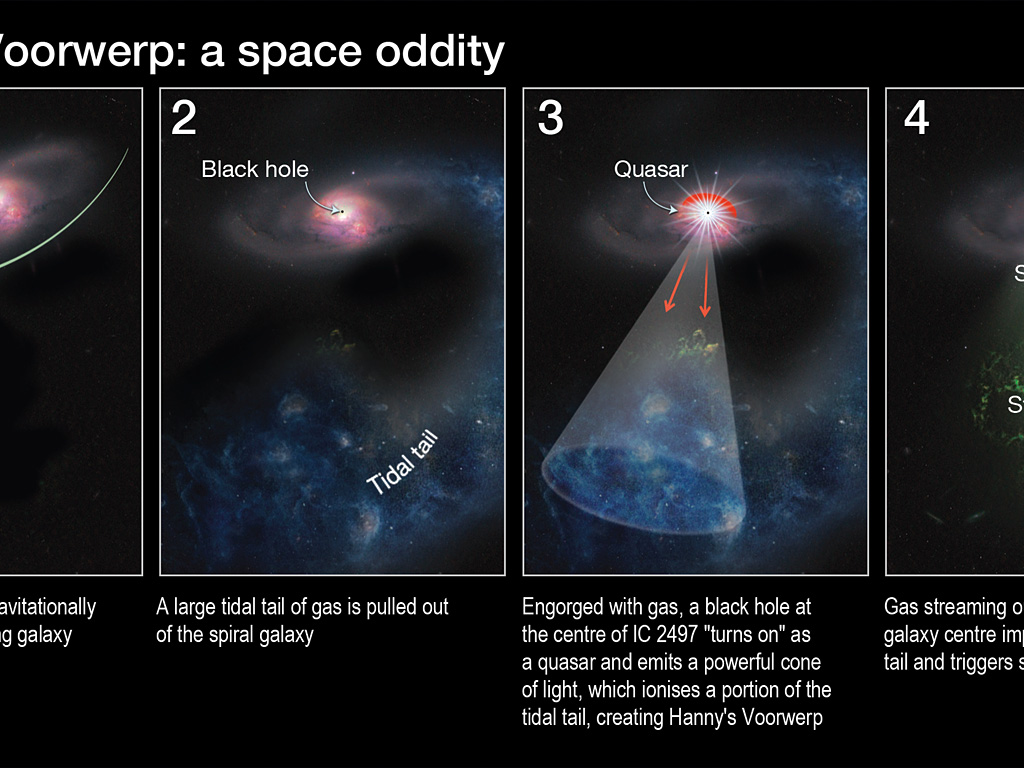 Voorwerp: a space oddity
2
3
4
Black hole
Quasar
Tidal tail
ng galaxy
A large tidal tail of gas is pulled out
of the spiral galaxy
Engorged with gas, a black hole at
the centre of IC 2497 "turns on" as
a quasar and emits a powerful cone
of light, which ionises a portion of the
tidal tail, creating Hanny's Voorwerp
Gas streaming o
galaxy centre imp
tail and triggers s